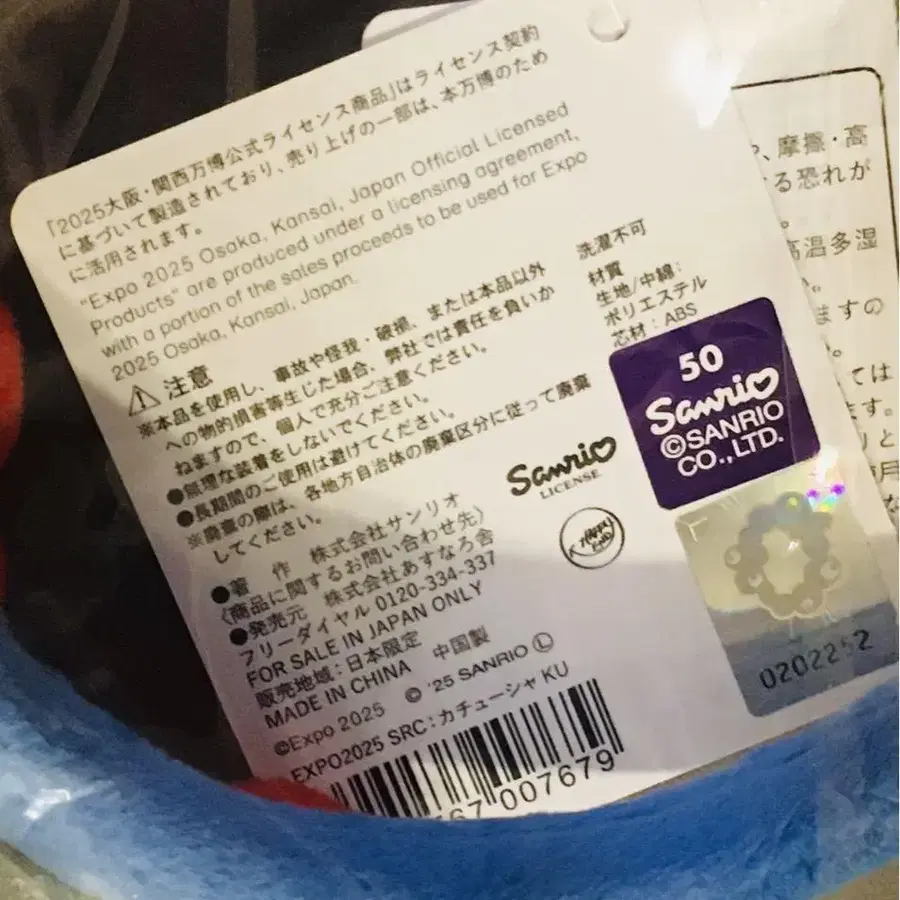 「2025大阪・関西万博公式ライセンス商品」はライセンス契約
に基づいて製造されており、売り上げの一部は、本万博のため
に活用されます。
"Expo 2025 Osaka, Kansai, Japan Official Licensed
Products" are produced under a licensing agreement,
with a portion of the sales proceeds to be used for Expo
2025 Osaka, Kansai, Japan.
注意
※本品を使用し、事故や怪我・破損、または本品以外
への物的損害等生じた場合、弊社では責任を負いか
ねますので、個人で充分ご注意ください。
●無理な装着をしないでください。
●長期間のご使用は避けてください。
※廃棄の際は、各地方自治体の廃棄区分に従って廃棄
してください。
●著　作　株式会社サンリオ
〈商品に関するお問い合わせ先〉
●発売元　株式会社あすなろ舎
フリーダイヤル 0120-334-337
FOR SALE IN JAPAN ONLY
販売地域：日本限定
MADE IN CHINA　中国製
©Expo 2025　© '25 SANRIO Ⓛ
EXPO2025 SRC：カチューシャ KU
67 007679
洗濯不可
材質
生地/中綿：
ポリエステル
芯材：ABS
Sanrio
LICENSE
HAPPY
END
50
Sanrio
©SANRIO
CO.,LTD.
0202252
、摩擦・高
る恐れが
高温多湿
ますの
ては
ます。
りと